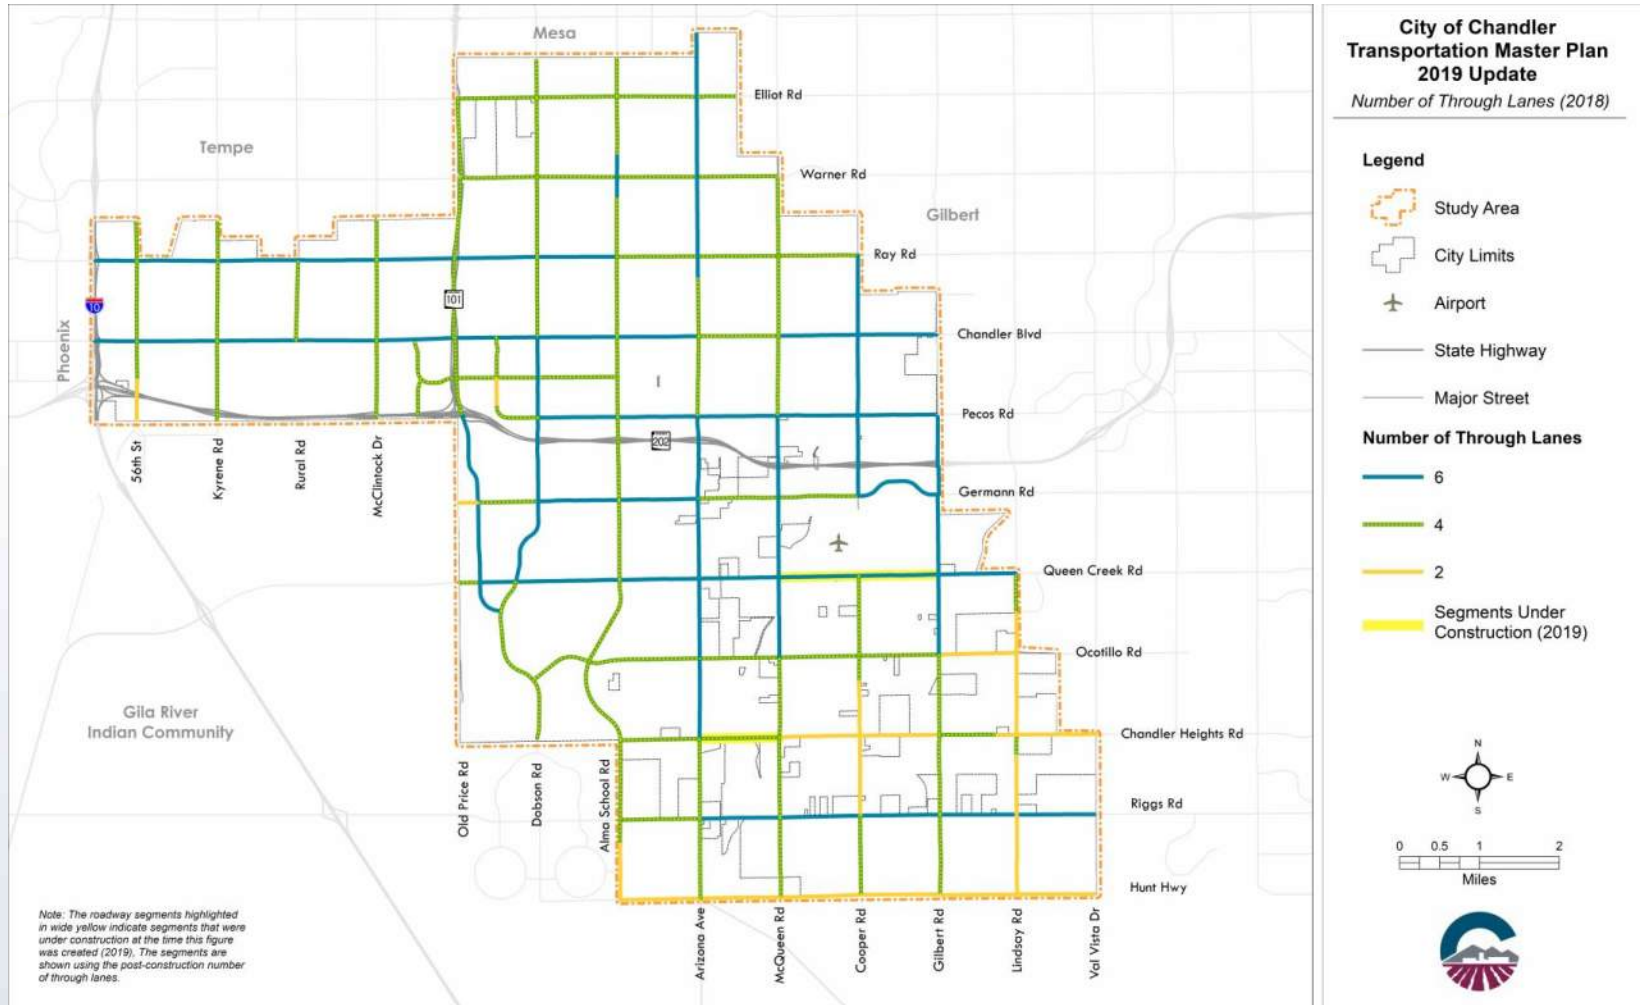 Mesa
Elliot Rd
Tempe
Warner Rd
Gilbert
Ray Rd
101
10
Phoenix
Chandler Blvd
Pecos Rd
202
56th St
Kyrene Rd
Rural Rd
McClintock Dr
Germann Rd
Queen Creek Rd
Ocotillo Rd
Gila River
Indian Community
Chandler Heights Rd
Old Price Rd
Dobson Rd
Alma School Rd
Riggs Rd
Hunt Hwy
Arizona Ave
McQueen Rd
Cooper Rd
Gilbert Rd
Lindsay Rd
Val Vista Dr
Note: The roadway segments highlighted
in wide yellow indicate segments that were
under construction at the time this figure
was created (2019). The segments are
shown using the post-construction number
of through lanes.
City of Chandler
Transportation Master Plan
2019 Update
Number of Through Lanes (2018)
Legend
Study Area
City Limits
Airport
State Highway
Major Street
Number of Through Lanes
6
4
2
Segments Under
Construction (2019)
N
W E
S
0 0.5 1 2
Miles